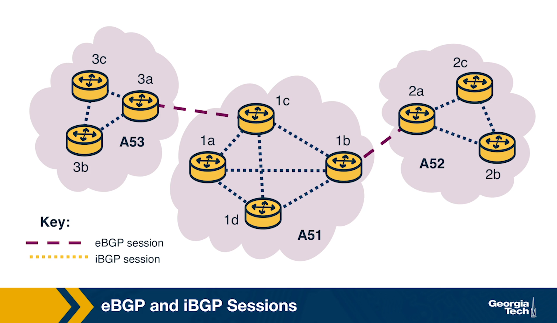 3c
3a
3b
A53
1c
1a
1b
1d
A51
2c
2a
2b
A52
Key:
eBGP session
iBGP session
eBGP and iBGP Sessions
Georgia
Tech